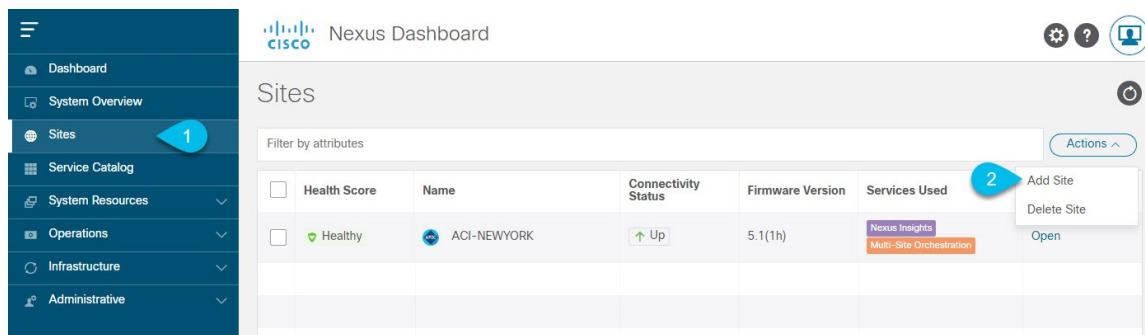 CISCO Nexus Dashboard
?
Dashboard
System Overview
Sites
1
Service Catalog
System Resources
Operations
Infrastructure
Administrative
Sites
Filter by attributes
Actions
Add Site
Delete Site
2
Health Score Name Connectivity Status Firmware Version Services Used
Healthy ACI-NEWYORK Up 5.1(1h) Nexus Insights Multi-Site Orchestration Open